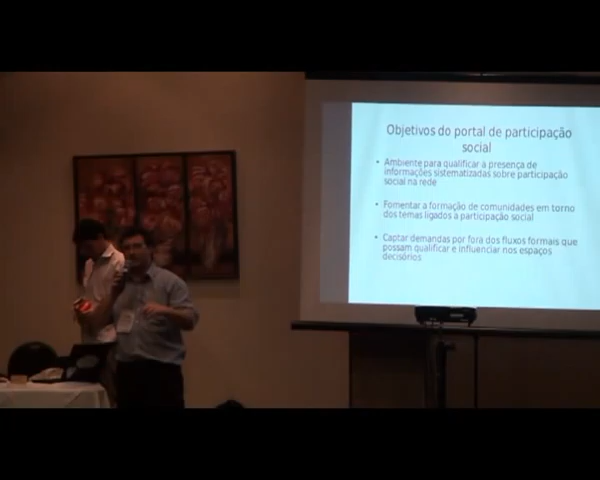 Objetivos do portal de participação
social
• Ambiente para qualificar a presença de
informações sistematizadas sobre participação
social na rede
• Fomentar a formação de comunidades em torno
dos temas ligados a participação social
• Captar demandas por fora dos fluxos formais que
possam qualificar e influenciar nos espaços
decisórios